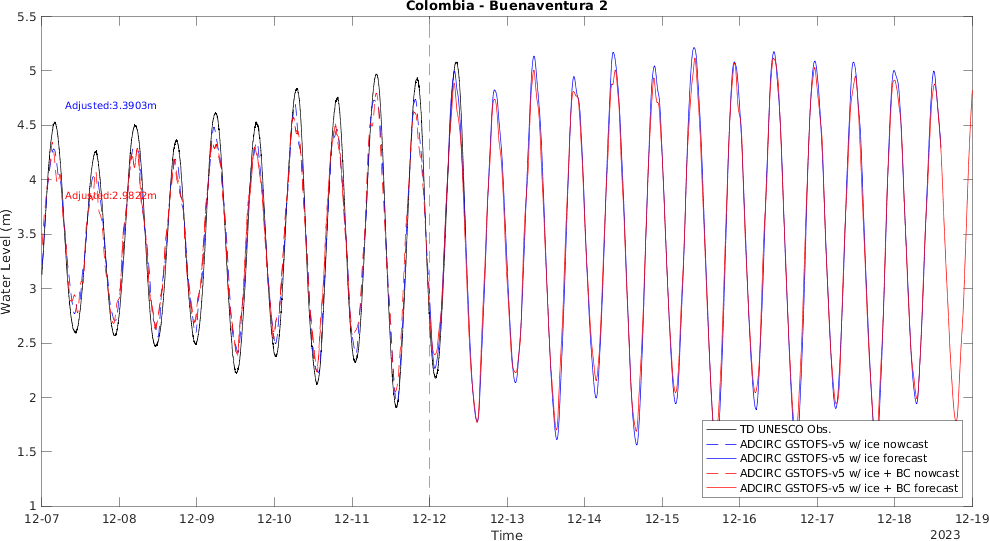 Colombia - Buenaventura 2
5.5
5
4.5
4
3.5
3
2.5
2
1.5
1
Water Level (m)
Adjusted:3.3903m
Adjusted:2.9822m
TD UNESCO Obs.
ADCIRC GSTOFS-v5 w/ ice nowcast
ADCIRC GSTOFS-v5 w/ ice forecast
ADCIRC GSTOFS-v5 w/ ice + BC nowcast
ADCIRC GSTOFS-v5 w/ ice + BC forecast
12-07 12-08 12-09 12-10 12-11 12-12 12-13 12-14 12-15 12-16 12-17 12-18 12-19
Time
2023